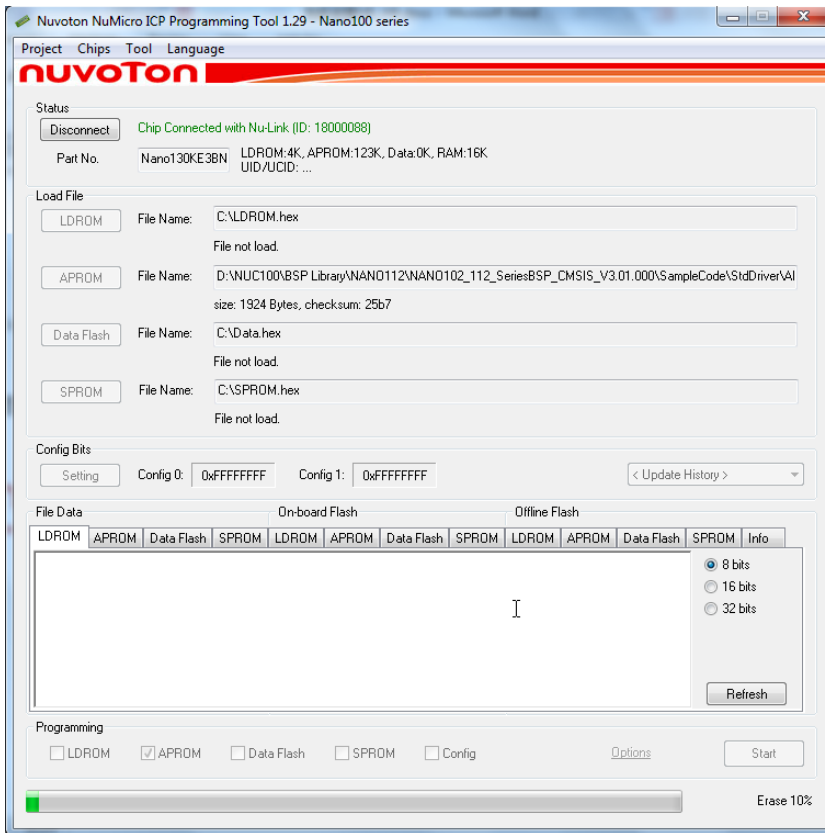 Nuvoton NuMicro ICP Programming Tool 1.29 - Nano100 series
Project Chips Tool Language
nuvoTon
Status
Disconnect Chip Connected with Nu-Link (ID: 18000088)
Part No. Nano130KE3BN LDROM:4K, APROM:123K, Data:0K, RAM:16K
UID/UCID: ...
Load File
LDROM File Name: C:\LDROM.hex
File not load.
APROM File Name: D:\NUC100\BSP Library\NANO112\NANO102_112_SeriesBSP_CMSIS_V3.01.000\SampleCode\StdDriver\AI
size: 1924 Bytes, checksum: 25b7
Data Flash File Name: C:\Data.hex
File not load.
SPROM File Name: C:\SPROM.hex
File not load.
Config Bits
Setting Config 0: 0xFFFFFFFF Config 1: 0xFFFFFFFF < Update History >
File Data On-board Flash Offline Flash
LDROM APROM Data Flash SPROM LDROM APROM Data Flash SPROM LDROM APROM Data Flash SPROM Info
8 bits
16 bits
32 bits
Refresh
Programming
LDROM APROM Data Flash SPROM Config Options Start
Erase 10%